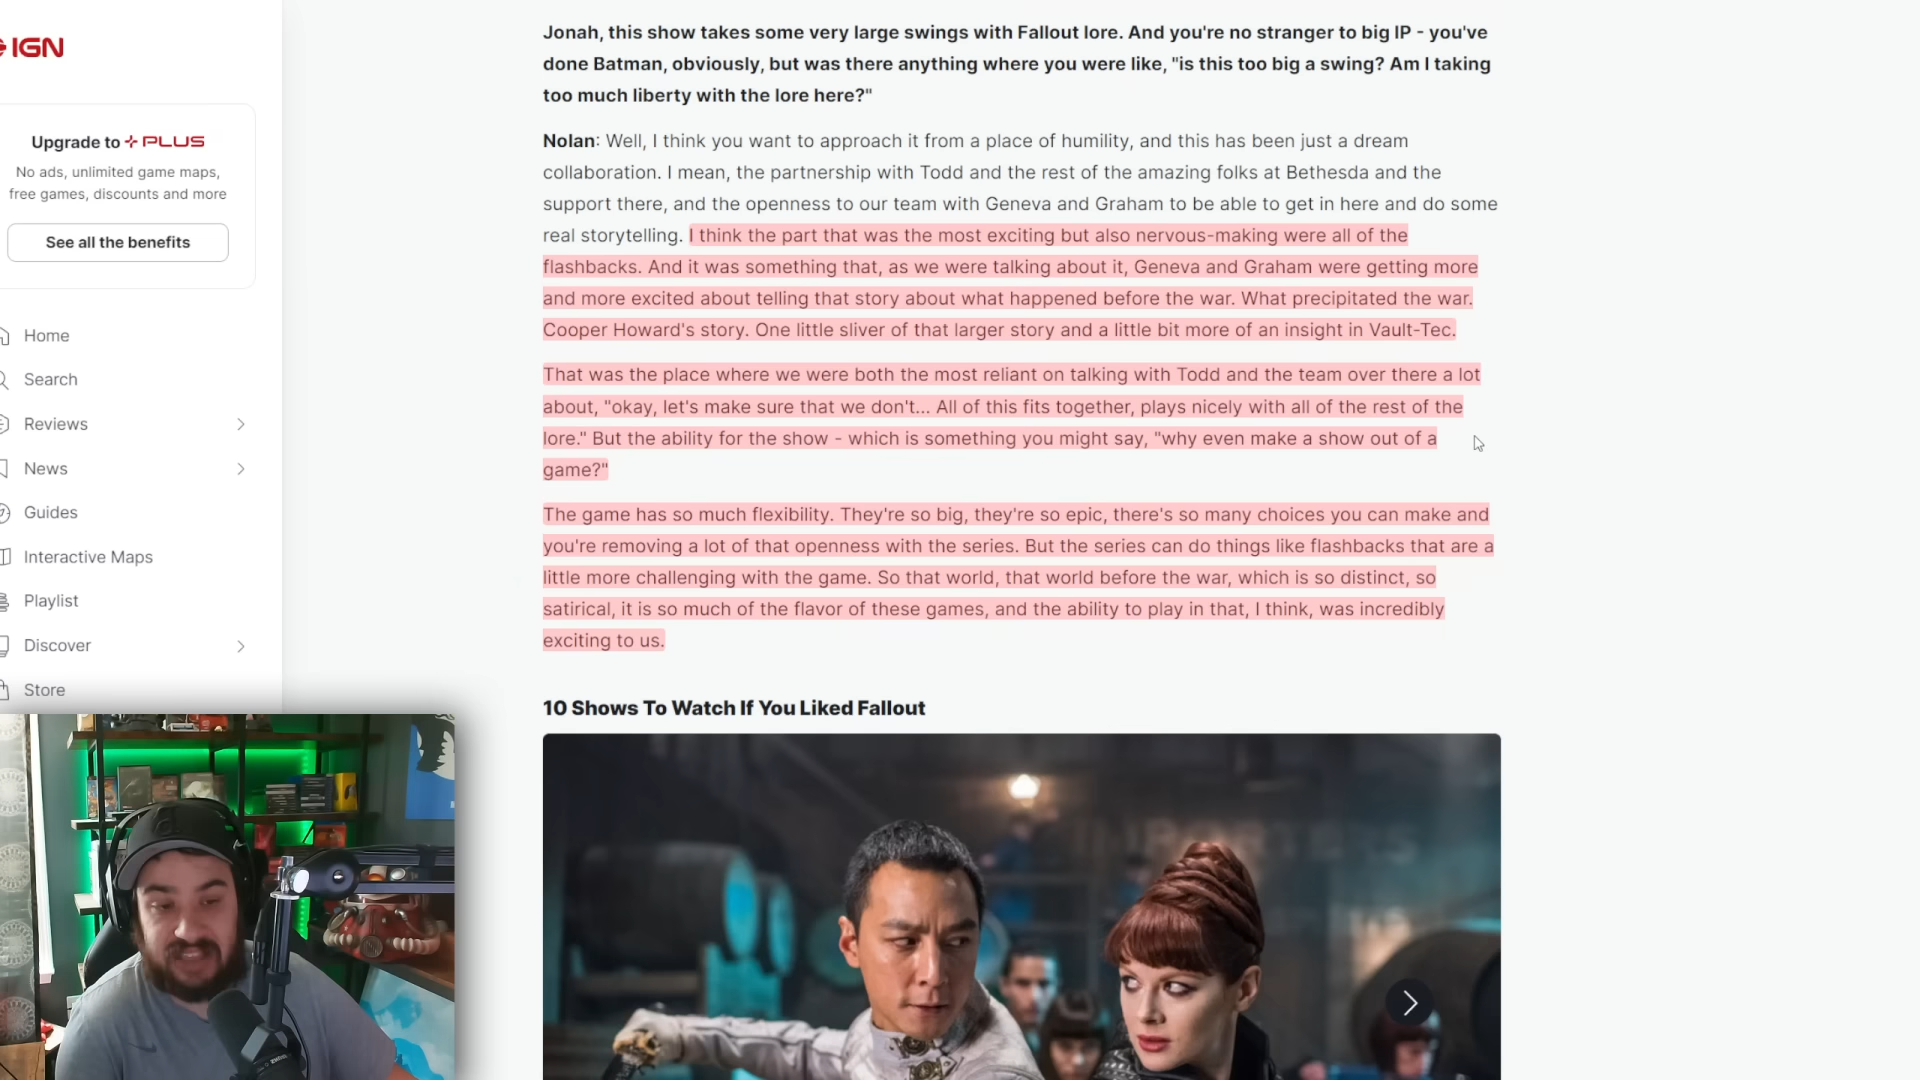 IGN
Upgrade to PLUS
No ads, unlimited game maps,
free games, discounts and more
See all the benefits
Home
Search
Reviews
News
Guides
Interactive Maps
Playlist
Discover
Store
Jonah, this show takes some very large swings with Fallout lore. And you're no stranger to big IP - you've
done Batman, obviously, but was there anything where you were like, "is this too big a swing? Am I taking
too much liberty with the lore here?"
Nolan: Well, I think you want to approach it from a place of humility, and this has been just a dream
collaboration. I mean, the partnership with Todd and the rest of the amazing folks at Bethesda and the
support there, and the openness to our team with Geneva and Graham to be able to get in here and do some
real storytelling. I think the part that was the most exciting but also nervous-making were all of the
flashbacks. And it was something that, as we were talking about it, Geneva and Graham were getting more
and more excited about telling that story about what happened before the war. What precipitated the war.
Cooper Howard's story. One little sliver of that larger story and a little bit more of an insight in Vault-Tec.
That was the place where we were both the most reliant on talking with Todd and the team over there a lot
about, "okay, let's make sure that we don't... All of this fits together, plays nicely with all of the rest of the
lore." But the ability for the show - which is something you might say, "why even make a show out of a
game?"
The game has so much flexibility. They're so big, they're so epic, there's so many choices you can make and
you're removing a lot of that openness with the series. But the series can do things like flashbacks that are a
little more challenging with the game. So that world, that world before the war, which is so distinct, so
satirical, it is so much of the flavor of these games, and the ability to play in that, I think, was incredibly
exciting to us.
10 Shows To Watch If You Liked Fallout